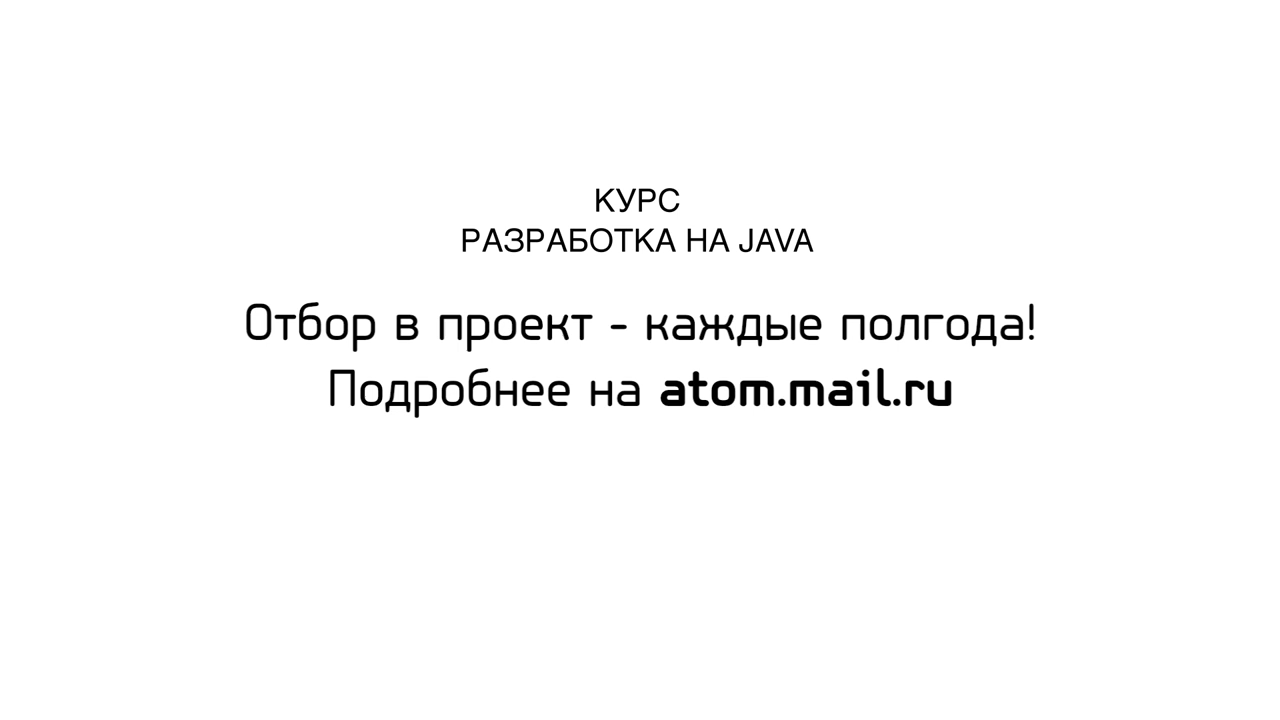 КУРС
РАЗРАБОТКА НА JAVA
Отбор в проект - каждые полгода!
Подробнее на atom.mail.ru